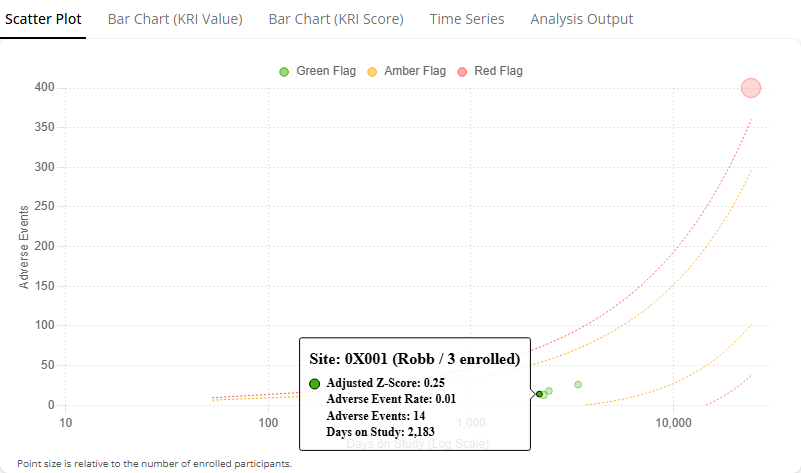 Scatter Plot Bar Chart (KRI Value) Bar Chart (KRI Score) Time Series Analysis Output
Green Flag Amber Flag Red Flag
400
350
300
250
200
150
100
50
0
Adverse Events
Site: 0X001 (Robb / 3 enrolled)
Adjusted Z-Score: 0.25
Adverse Event Rate: 0.01
Adverse Events: 14
Days on Study: 2,183
10 100 1,000 10,000
Days on Study (Log Scale)
Point size is relative to the number of enrolled participants.